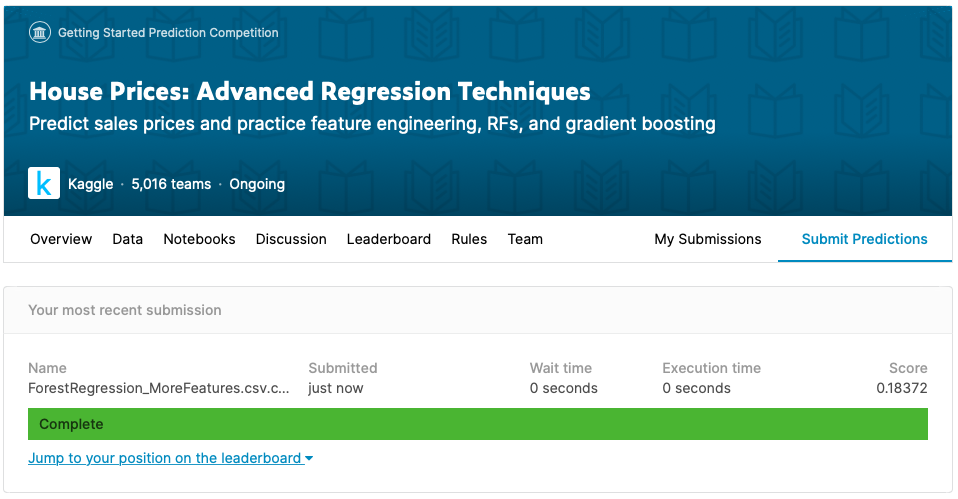 Getting Started Prediction Competition
House Prices: Advanced Regression Techniques
Predict sales prices and practice feature engineering, RFs, and gradient boosting
k Kaggle · 5,016 teams · Ongoing
Overview Data Notebooks Discussion Leaderboard Rules Team My Submissions Submit Predictions
Your most recent submission
Name Submitted Wait time Execution time Score
ForestRegression_MoreFeatures.csv.c... just now 0 seconds 0 seconds 0.18372
Complete
Jump to your position on the leaderboard